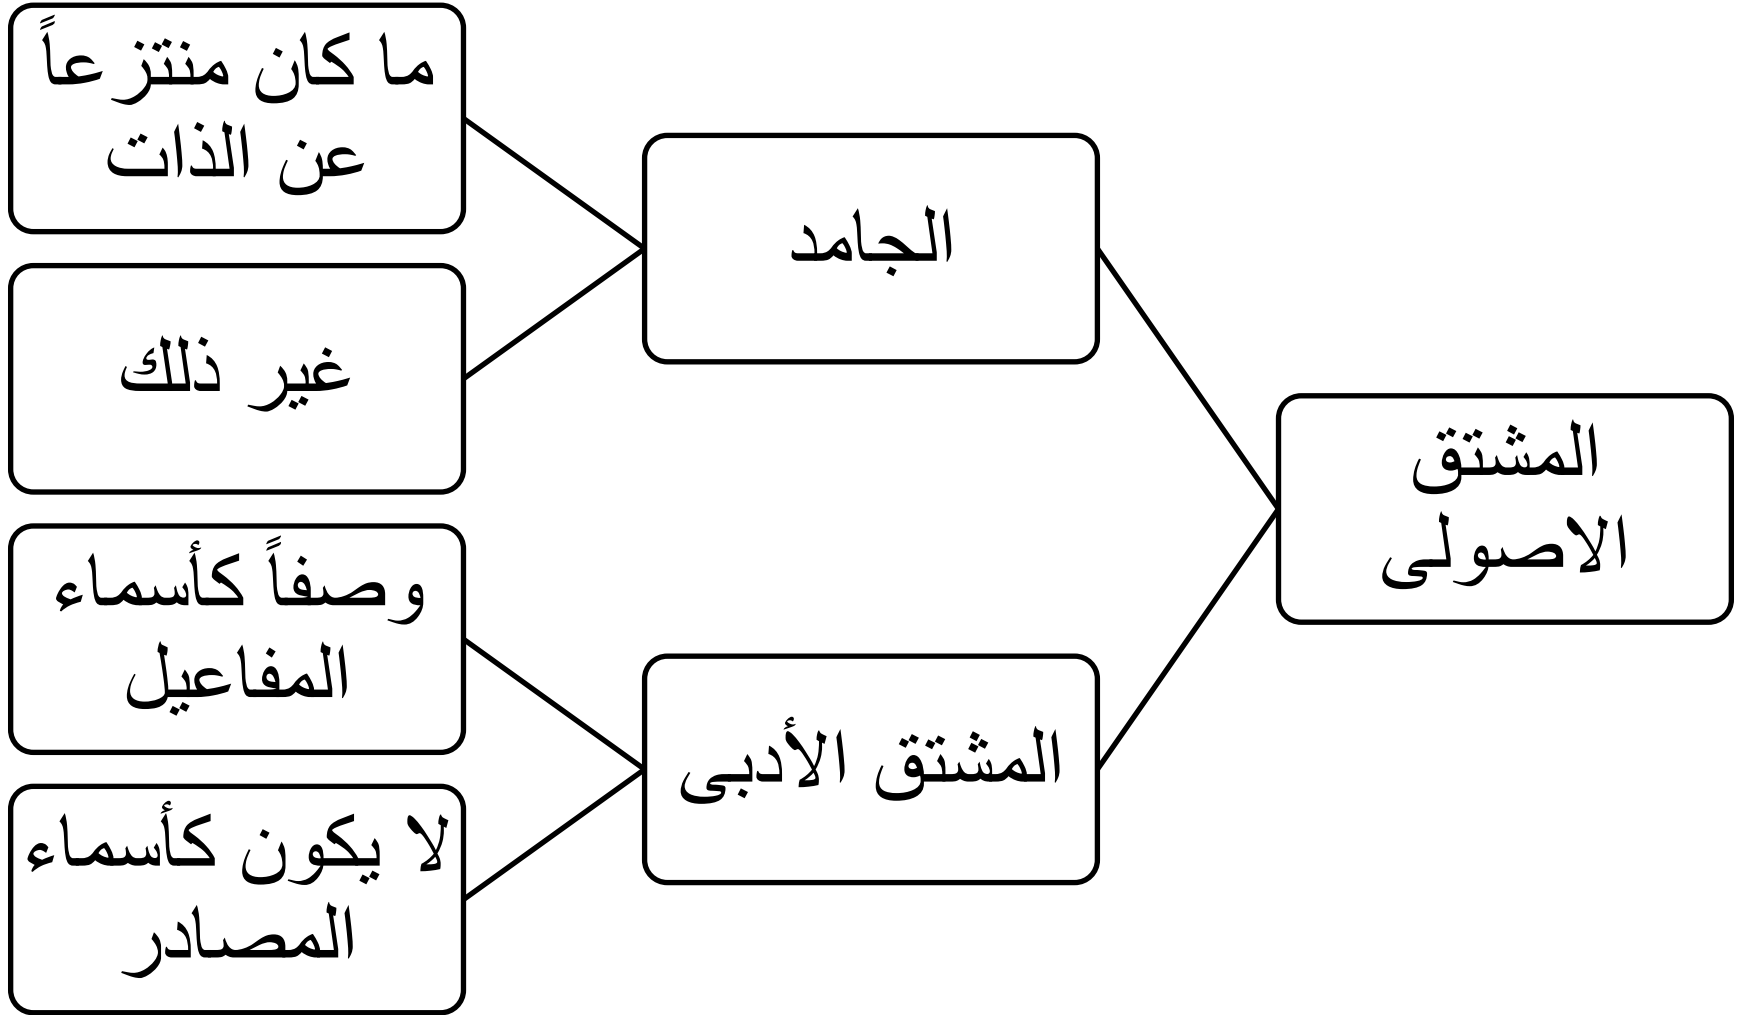 المشتق
الاصولى
الجامد
ما كان منتزعاً
عن الذات
غير ذلك
المشتق الأدبى
وصفاً كأسماء
المفاعيل
لا يكون كأسماء
المصادر